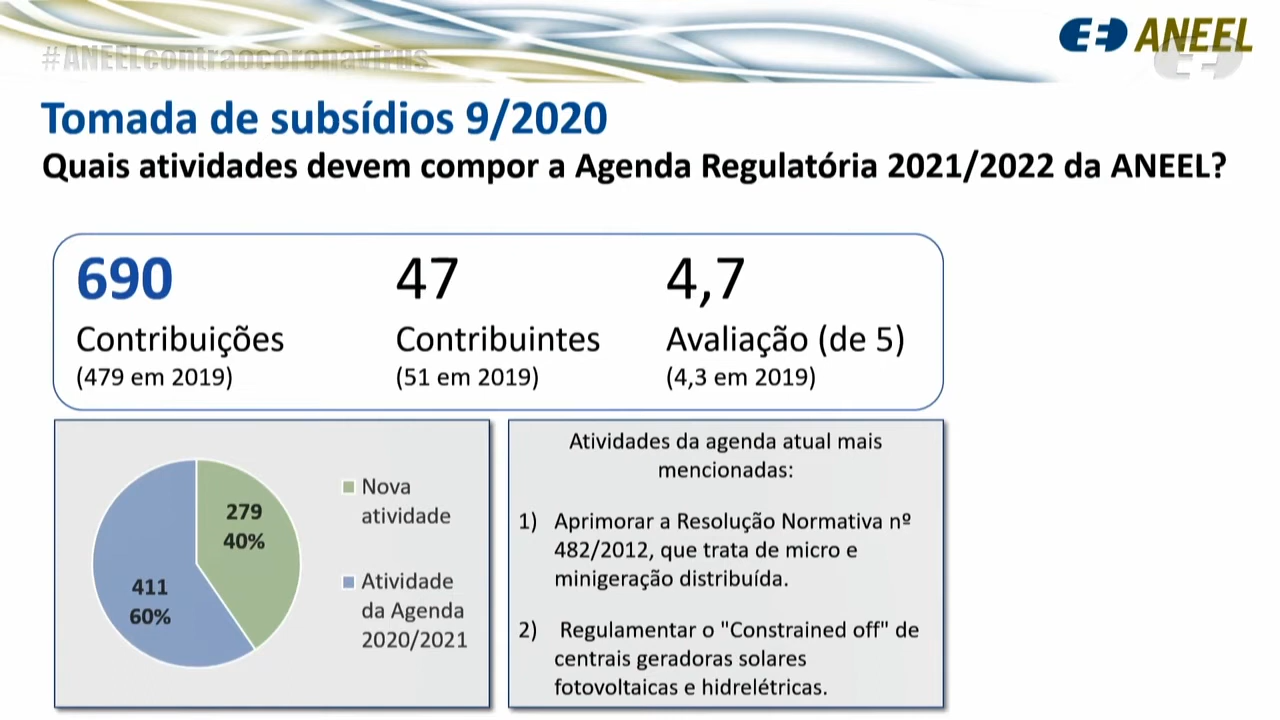 #ANEELcontraocoronavirus
ANEEL
Tomada de subsídios 9/2020
Quais atividades devem compor a Agenda Regulatória 2021/2022 da ANEEL?
690
Contribuições
(479 em 2019)
47
Contribuintes
(51 em 2019)
4,7
Avaliação (de 5)
(4,3 em 2019)
279
40%
411
60%
Nova
atividade
Atividade
da Agenda
2020/2021
Atividades da agenda atual mais
mencionadas:
1) Aprimorar a Resolução Normativa nº
482/2012, que trata de micro e
minigeração distribuída.
2) Regulamentar o "Constrained off" de
centrais geradoras solares
fotovoltaicas e hidrelétricas.